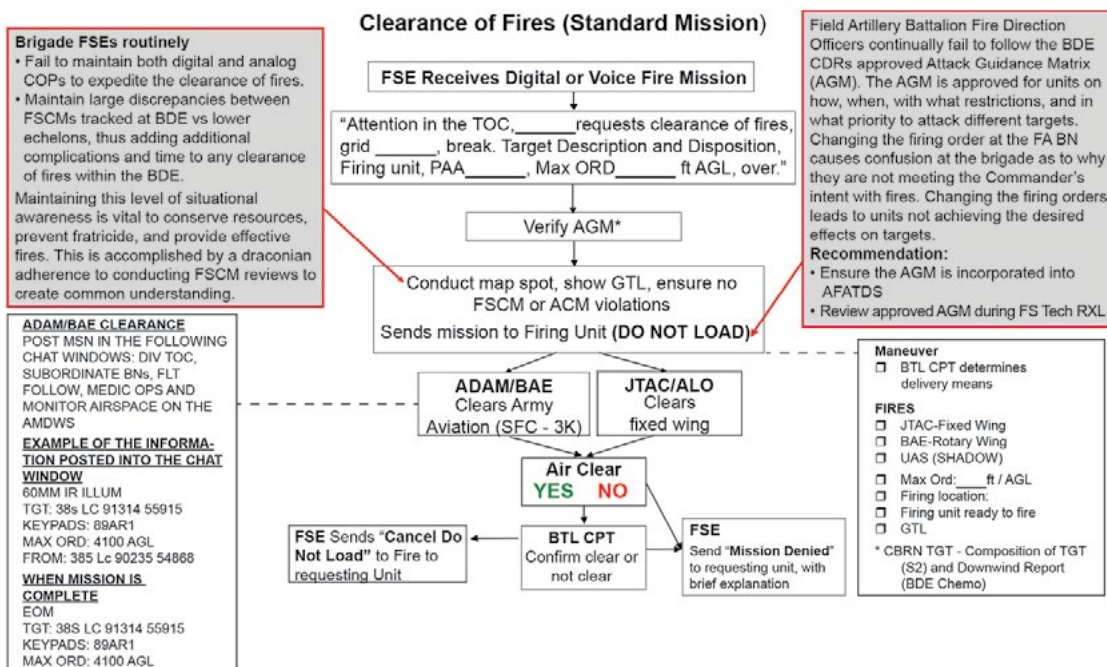 Clearance of Fires (Standard Mission)
Brigade FSEs routinely
• Fail to maintain both digital and analog
COPs to expedite the clearance of fires.
• Maintain large discrepancies between
FSCMs tracked at BDE vs lower
echelons, thus adding additional
complications and time to any clearance
of fires within the BDE.
Maintaining this level of situational
awareness is vital to conserve resources,
prevent fratricide, and provide effective
fires. This is accomplished by a draconian
adherence to conducting FSCM reviews to
create common understanding.
FSE Receives Digital or Voice Fire Mission
“Attention in the TOC,______requests clearance of fires,
grid ______, break. Target Description and Disposition,
Firing unit, PAA______, Max ORD______ ft AGL, over.”
Verify AGM*
Conduct map spot, show GTL, ensure no
FSCM or ACM violations
Sends mission to Firing Unit (DO NOT LOAD)
Field Artillery Battalion Fire Direction
Officers continually fail to follow the BDE
CDRs approved Attack Guidance Matrix
(AGM). The AGM is approved for units on
how, when, with what restrictions, and in
what priority to attack different targets.
Changing the firing order at the FA BN
causes confusion at the brigade as to why
they are not meeting the Commander’s
intent with fires. Changing the firing orders
leads to units not achieving the desired
effects on targets.
Recommendation:
• Ensure the AGM is incorporated into
AFATDS
• Review approved AGM during FS Tech RXL
ADAM/BAE CLEARANCE
POST MSN IN THE FOLLOWING
CHAT WINDOWS: DIV TOC,
SUBORDINATE BNs, FLT
FOLLOW, MEDIC OPS AND
MONITOR AIRSPACE ON THE
AMDWS
EXAMPLE OF THE INFORMA-
TION POSTED INTO THE CHAT
WINDOW
60MM IR ILLUM
TGT: 38s LC 91314 55915
KEYPADS: 89AR1
MAX ORD: 4100 AGL
FROM: 385 Lc 90235 54868
WHEN MISSION IS
COMPLETE
EOM
TGT: 38S LC 91314 55915
KEYPADS: 89AR1
MAX ORD: 4100 AGL
ADAM/BAE
Clears Army
Aviation (SFC - 3K)
JTAC/ALO
Clears
fixed wing
Air Clear
YES NO
FSE Sends “Cancel Do
Not Load” to Fire to
requesting Unit
BTL CPT
Confirm clear or
not clear
FSE
Send “Mission Denied”
to requesting unit, with
brief explanation
Maneuver
☐ BTL CPT determines
delivery means
FIRES
☐ JTAC-Fixed Wing
☐ BAE-Rotary Wing
☐ UAS (SHADOW)
☐ Max Ord:____ft / AGL
☐ Firing location:
☐ Firing unit ready to fire
☐ GTL
* CBRN TGT - Composition of TGT
(S2) and Downwind Report
(BDE Chemo)